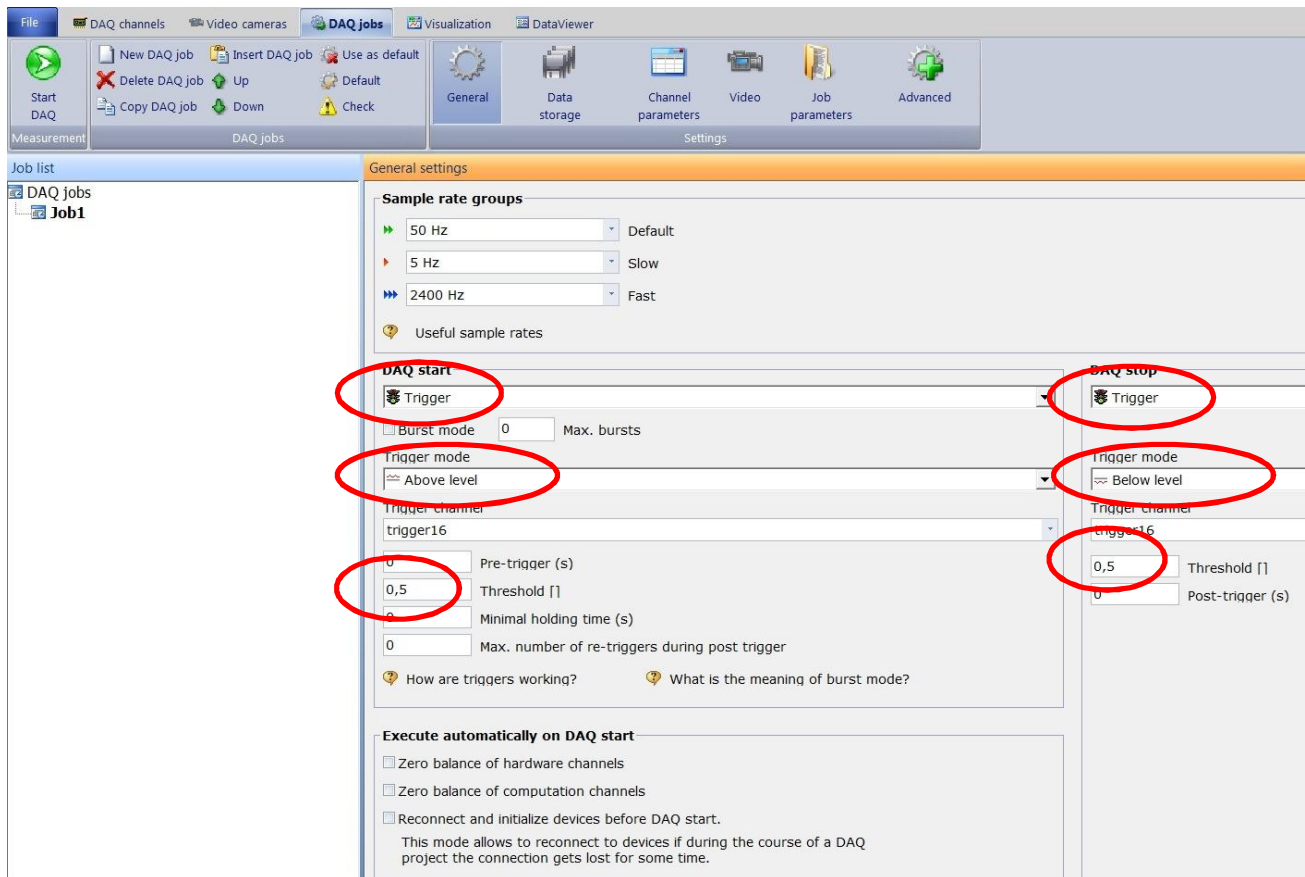 File DAQ channels Video cameras DAQ jobs Visualization DataViewer
New DAQ job Insert DAQ job Use as default
Delete DAQ job Up Default
Copy DAQ job Down Check
Start DAQ
General
Data storage
Channel parameters
Video
Job parameters
Advanced
Measurement DAQ jobs Settings
Job list
DAQ jobs
Job1
General settings
Sample rate groups
50 Hz Default
5 Hz Slow
2400 Hz Fast
Useful sample rates
DAQ start
Trigger
Burst mode 0 Max. bursts
Trigger mode
Above level
Trigger channel
trigger16
0 Pre-trigger (s)
0,5 Threshold []
0 Minimal holding time (s)
0 Max. number of re-triggers during post trigger
How are triggers working? What is the meaning of burst mode?
DAQ stop
Trigger
Trigger mode
Below level
Trigger channel
trigger16
0,5 Threshold []
0 Post-trigger (s)
Execute automatically on DAQ start
Zero balance of hardware channels
Zero balance of computation channels
Reconnect and initialize devices before DAQ start.
This mode allows to reconnect to devices if during the course of a DAQ
project the connection gets lost for some time.